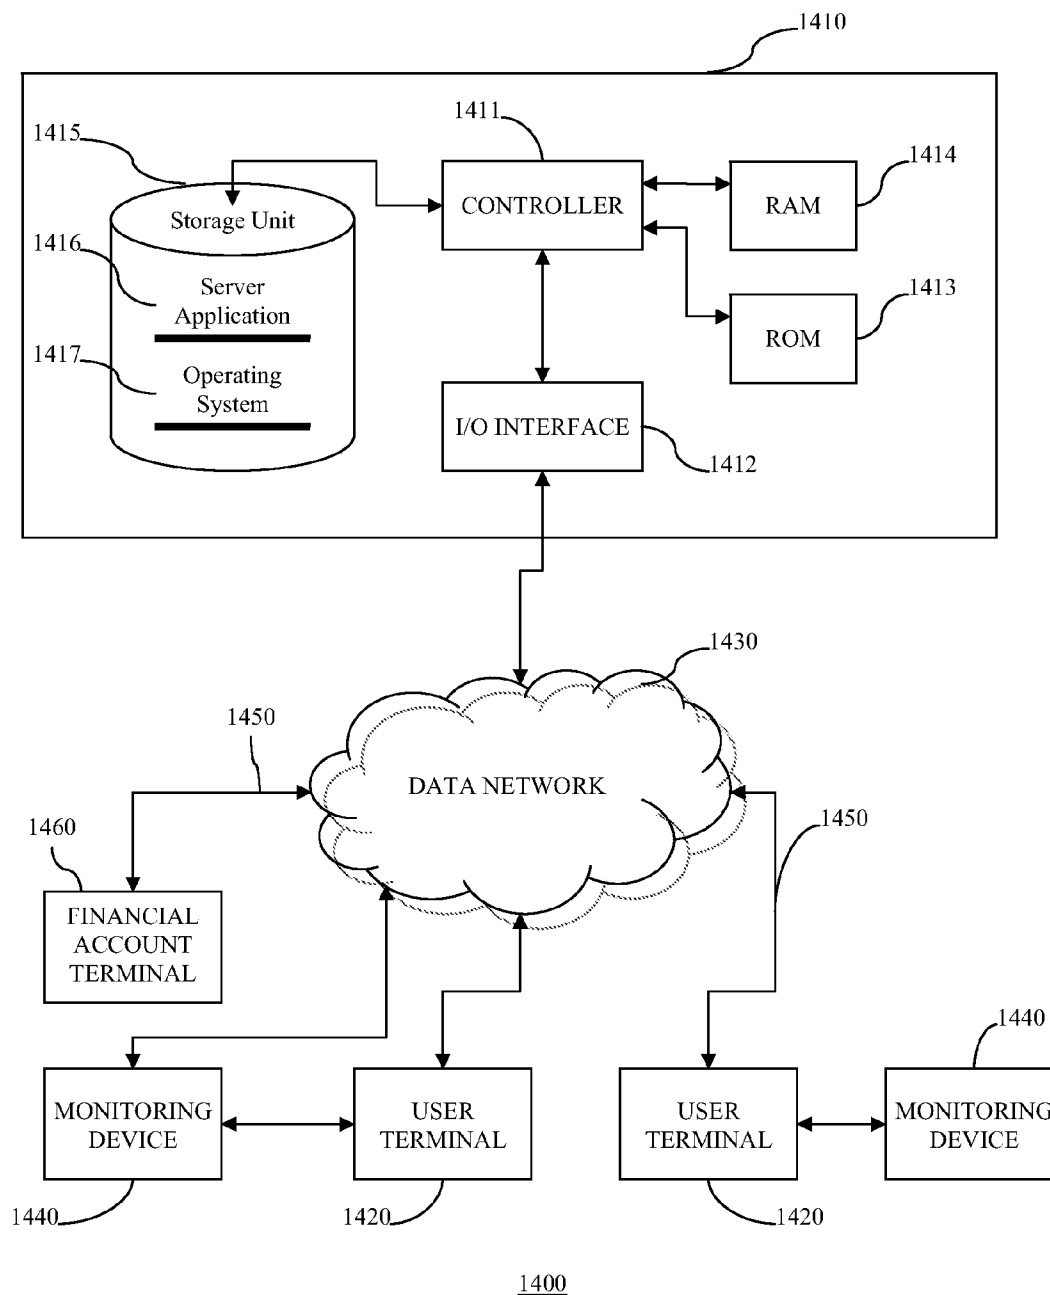 1410
1411
1415
1414
CONTROLLER
RAM
Storage Unit
1416
Server
Application
1413
ROM
1417
Operating
System
I/O INTERFACE
1412
1430
1450
DATA NETWORK
1450
1460
FINANCIAL
ACCOUNT
TERMINAL
1440
MONITORING
DEVICE
USER
TERMINAL
USER
TERMINAL
MONITORING
DEVICE
1440
1420
1420
1400